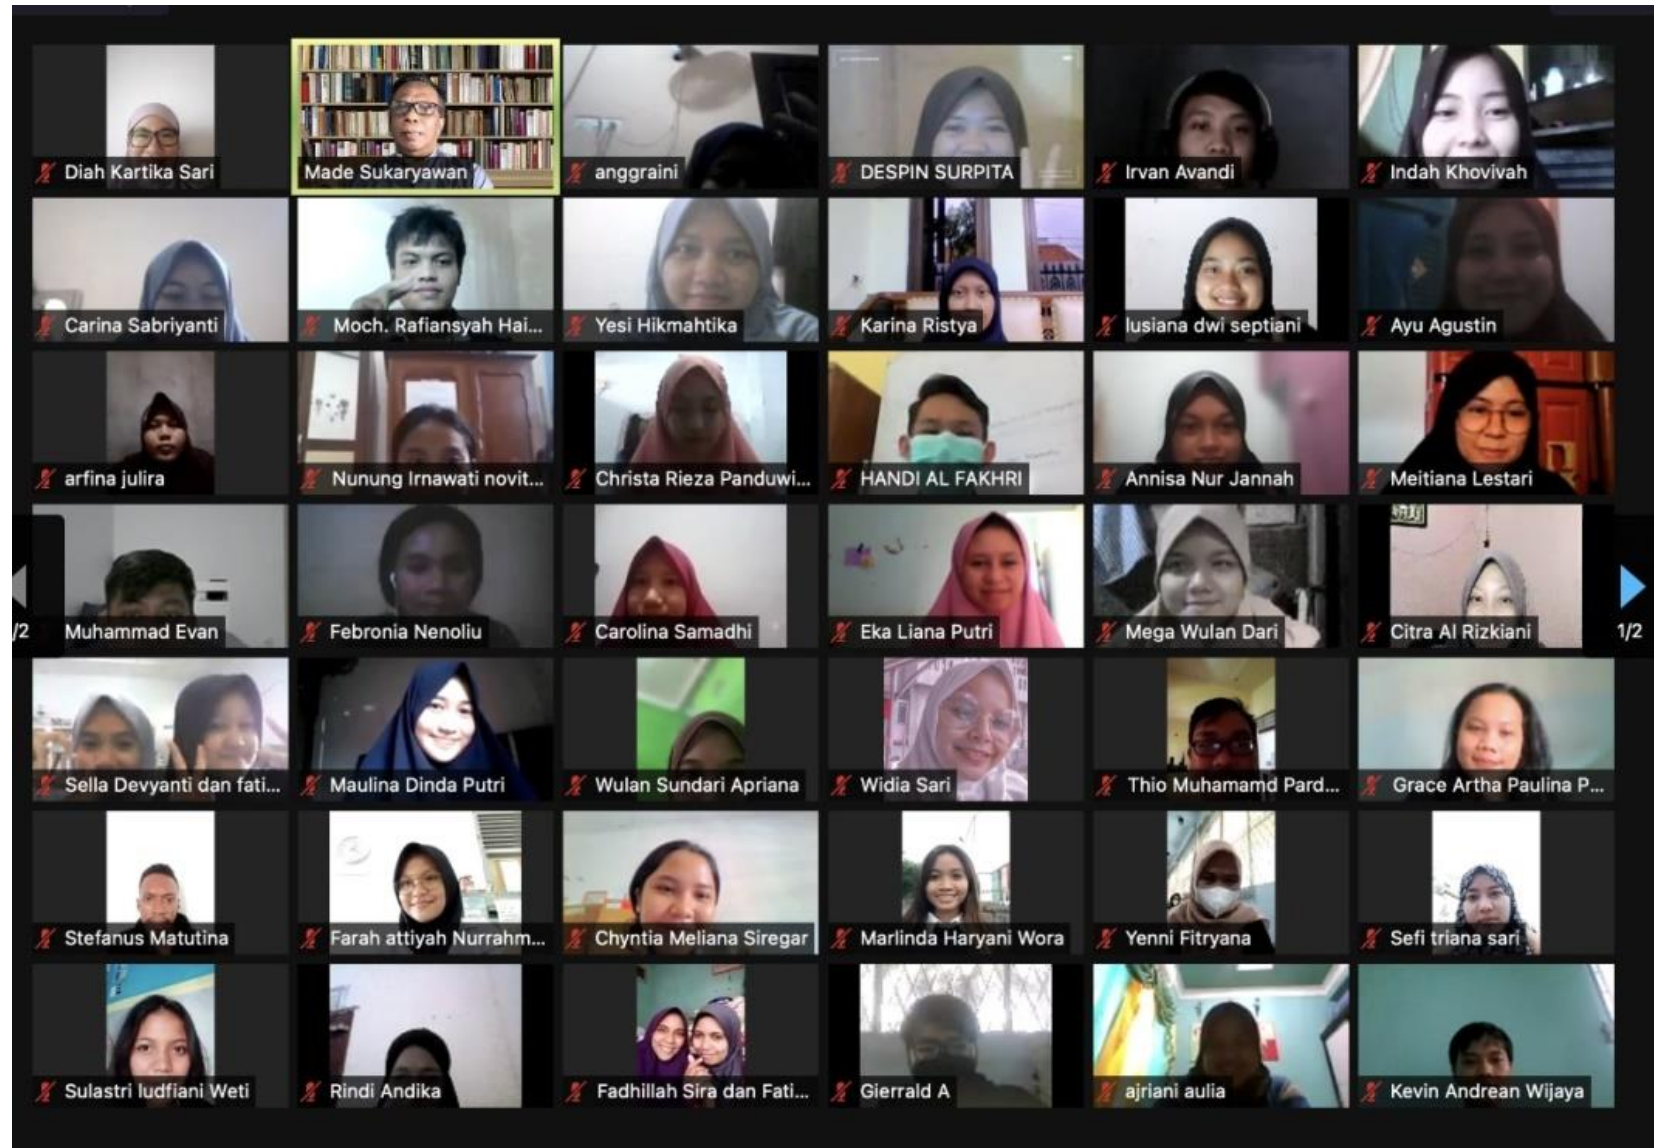 Diah Kartika Sari
Made Sukaryawan
anggraini
DESPIN SURPITA
Irvan Avandi
Indah Khovivah
Carina Sabriyanti
Moch. Rafiansyah Hai...
Yesi Hikmahtika
Karina Ristya
lusiana dwi septiani
Ayu Agustin
arfina julira
Nunung Irnawati novit...
Christa Rieza Panduwi...
HANDI AL FAKHRI
Annisa Nur Jannah
Meitiana Lestari
/2
Muhammad Evan
Febronia Nenoliu
Carolina Samadhi
Eka Liana Putri
Mega Wulan Dari
Citra Al Rizkiani
1/2
Sella Devyanti dan fati...
Maulina Dinda Putri
Wulan Sundari Apriana
Widia Sari
Thio Muhamamd Pard...
Grace Artha Paulina P...
Stefanus Matutina
Farah attiyah Nurrahm...
Chyntia Meliana Siregar
Marlinda Haryani Wora
Yenni Fitryana
Sefi triana sari
Sulastri ludfiani Weti
Rindi Andika
Fadhillah Sira dan Fati...
Gierrald A
ajriani aulia
Kevin Andrean Wijaya